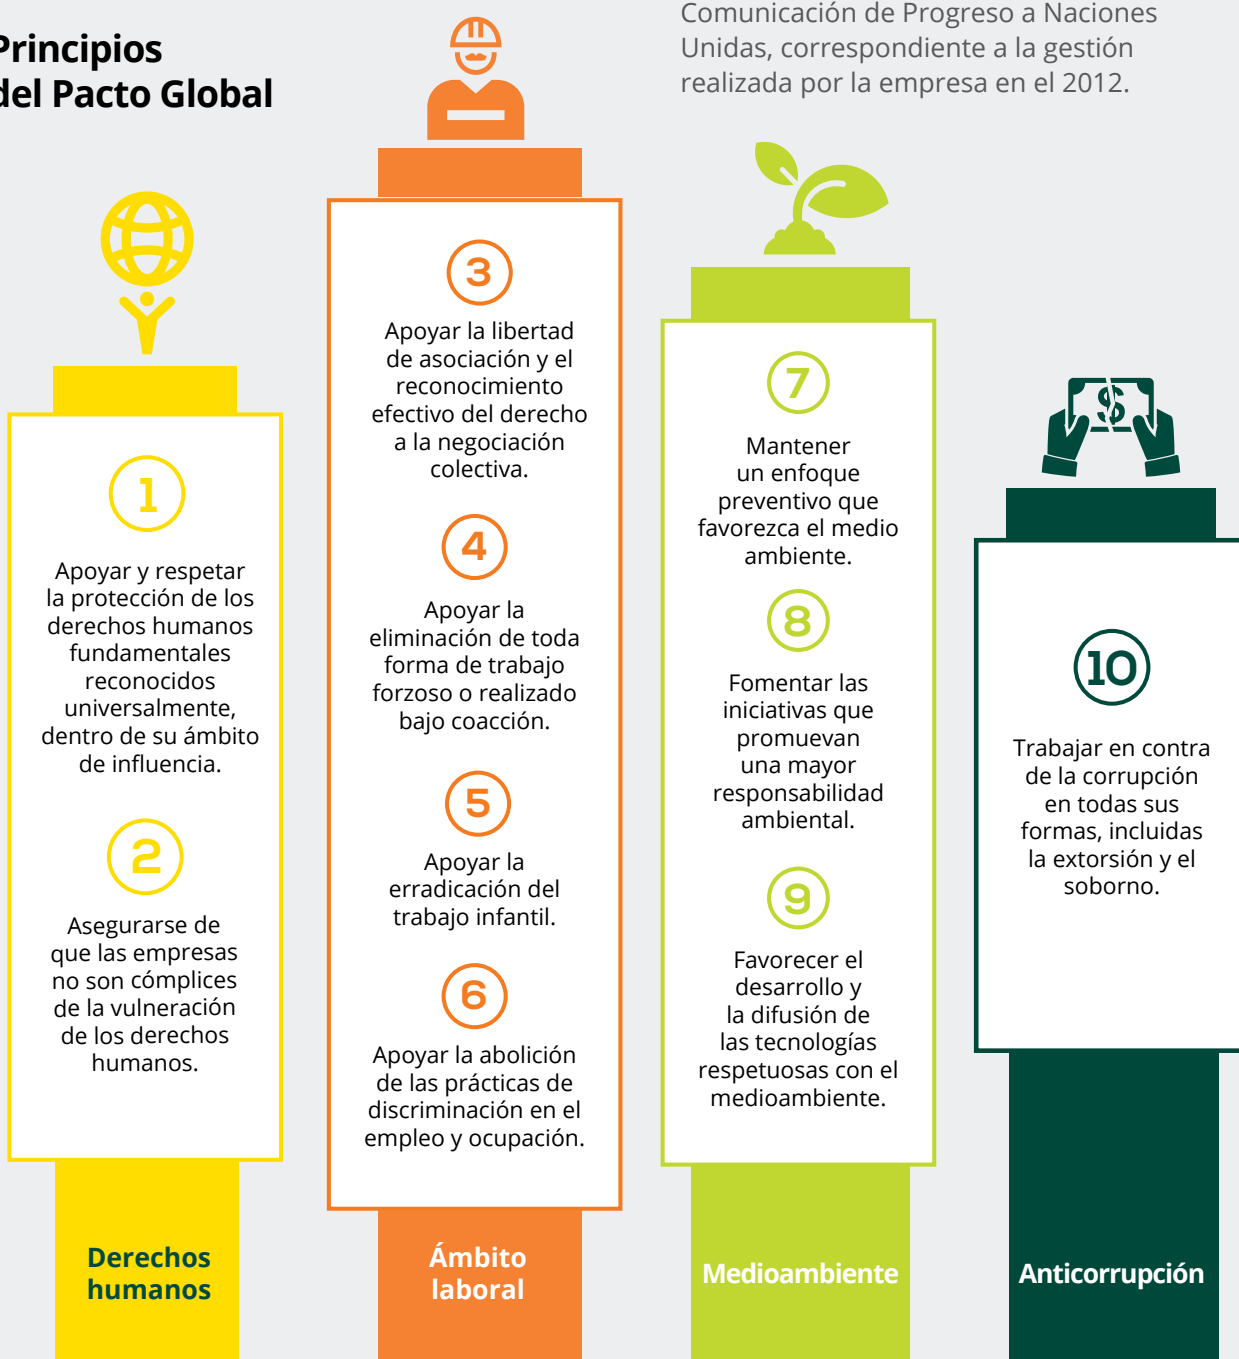 Principios
del Pacto Global
Comunicación de Progreso a Naciones
Unidas, correspondiente a la gestión
realizada por la empresa en el 2012.
1
Apoyar y respetar
la protección de los
derechos humanos
fundamentales
reconocidos
universalmente,
dentro de su ámbito
de influencia.
2
Asegurarse de
que las empresas
no son cómplices
de la vulneración
de los derechos
humanos.
Derechos
humanos
3
Apoyar la libertad
de asociación y el
reconocimiento
efectivo del derecho
a la negociación
colectiva.
4
Apoyar la
eliminación de toda
forma de trabajo
forzoso o realizado
bajo coacción.
5
Apoyar la
erradicación del
trabajo infantil.
6
Apoyar la abolición
de las prácticas de
discriminación en el
empleo y ocupación.
Ámbito
laboral
7
Mantener
un enfoque
preventivo que
favorezca el medio
ambiente.
8
Fomentar las
iniciativas que
promuevan
una mayor
responsabilidad
ambiental.
9
Favorecer el
desarrollo y
la difusión de
las tecnologías
respetuosas con el
medioambiente.
Medioambiente
$
10
Trabajar en contra
de la corrupción
en todas sus
formas, incluidas
la extorsión y el
soborno.
Anticorrupción